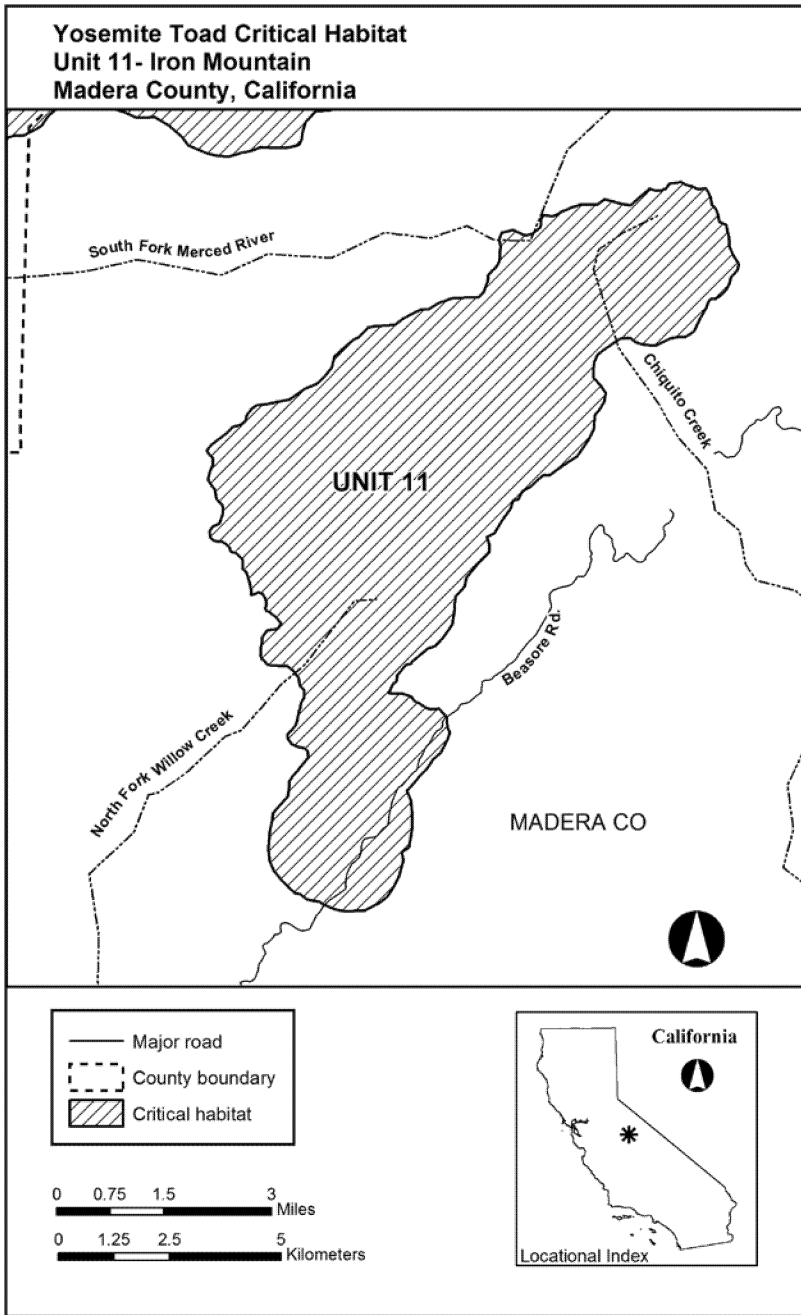 Yosemite Toad Critical Habitat
Unit 11- Iron Mountain
Madera County, California
South Fork Merced River
Chiquito Creek
UNIT 11
Beasore Rd.
North Fork Willow Creek
MADERA CO
Major road
County boundary
Critical habitat
0 0.75 1.5 3
Miles
0 1.25 2.5 5
Kilometers
California
Locational Index